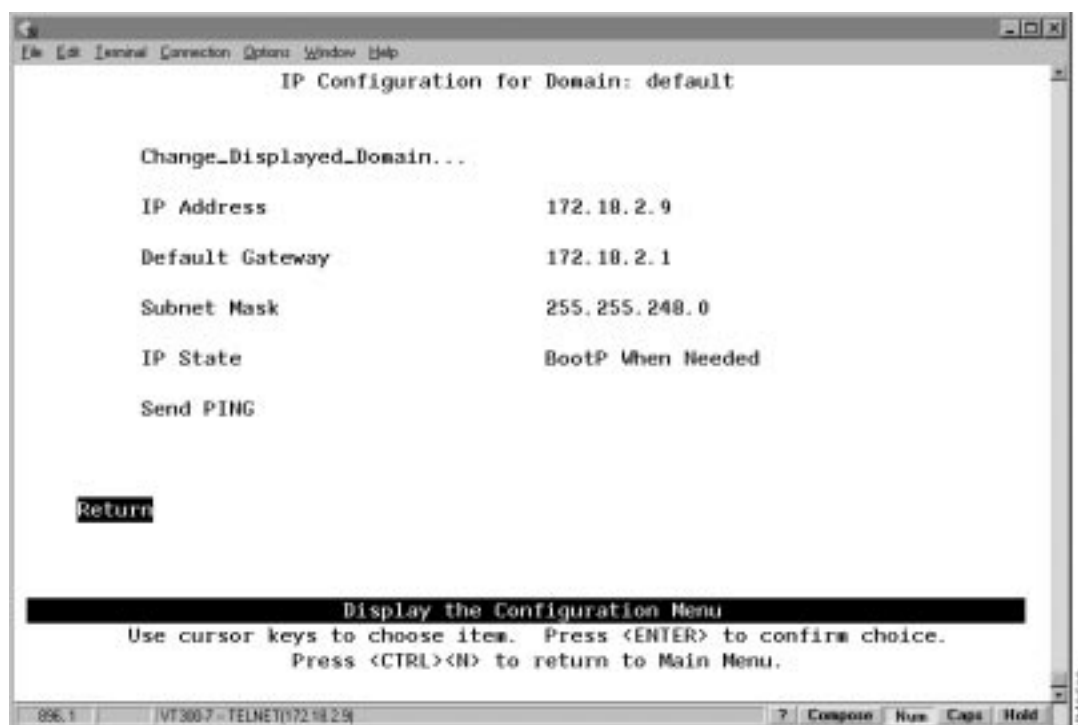 File Edit Terminal Connection Options Window Help
IP Configuration for Domain: default
Change_Displayed_Domain...
IP Address 172.18.2.9
Default Gateway 172.18.2.1
Subnet Mask 255.255.248.0
IP State BootP When Needed
Send PING
Return
Display the Configuration Menu
Use cursor keys to choose item. Press <ENTER> to confirm choice.
Press <CTRL><N> to return to Main Menu.
896, 1 VT300-7 - TELNET(172.18.2.9) ? Compose Num Caps Hold